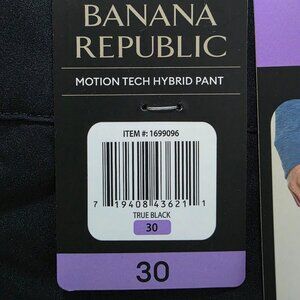 BANANA
REPUBLIC
MOTION TECH HYBRID PANT
ITEM #: 1699096
7 19408 43621 1
TRUE BLACK
30
30